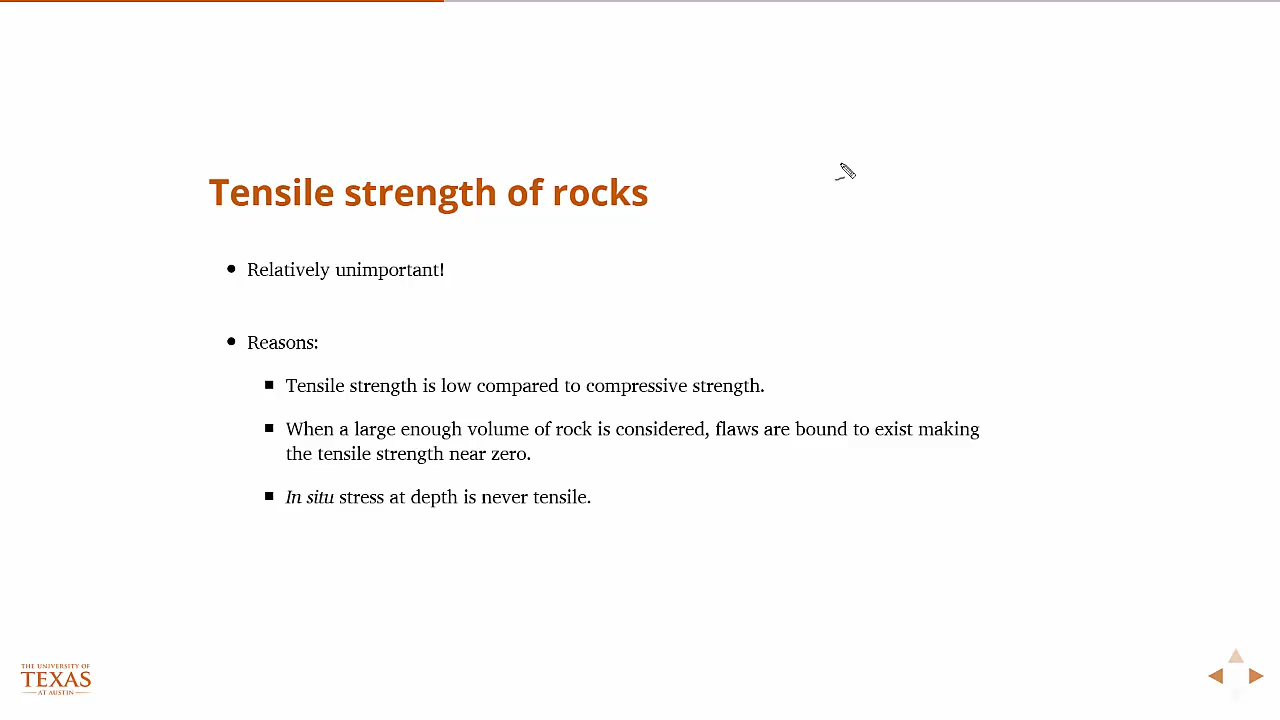 Tensile strength of rocks
• Relatively unimportant!
• Reasons:
▪ Tensile strength is low compared to compressive strength.
▪ When a large enough volume of rock is considered, flaws are bound to exist making
the tensile strength near zero.
▪ In situ stress at depth is never tensile.
THE UNIVERSITY OF
TEXAS
AT AUSTIN